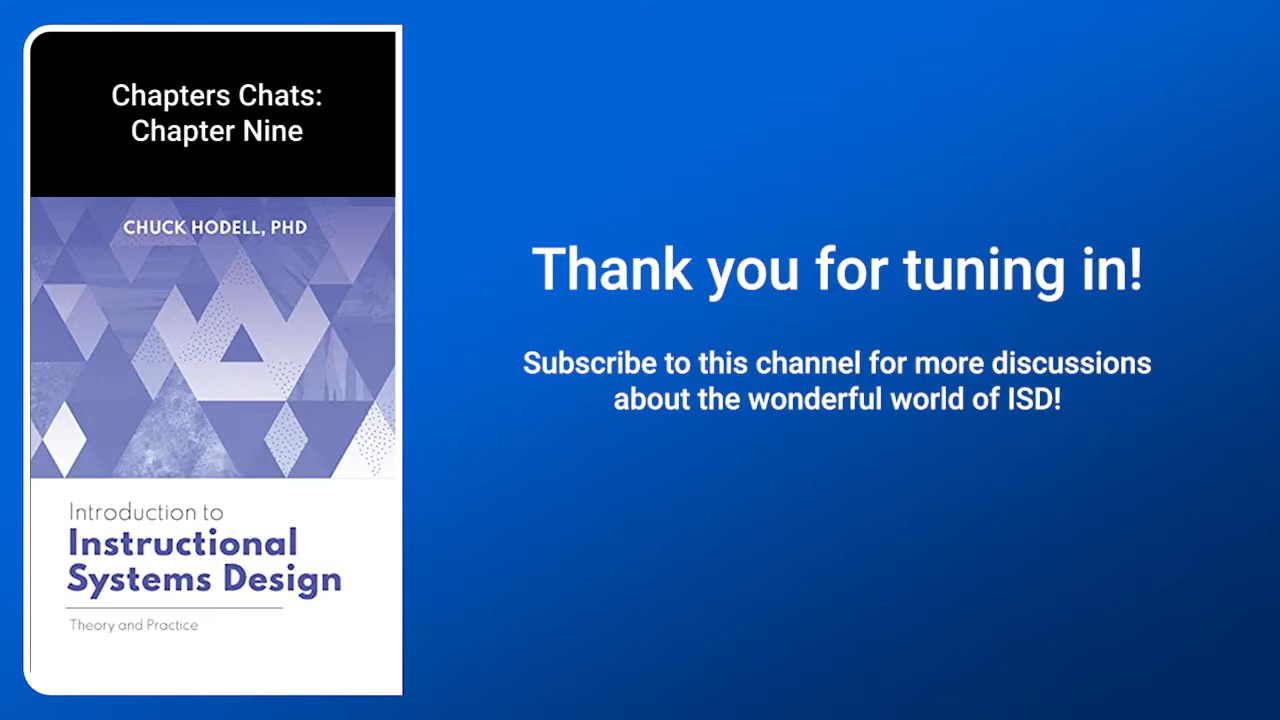 Chapters Chats:
Chapter Nine
CHUCK HODELL, PHD
Introduction to
Instructional
Systems Design
Theory and Practice
Thank you for tuning in!
Subscribe to this channel for more discussions
about the wonderful world of ISD!